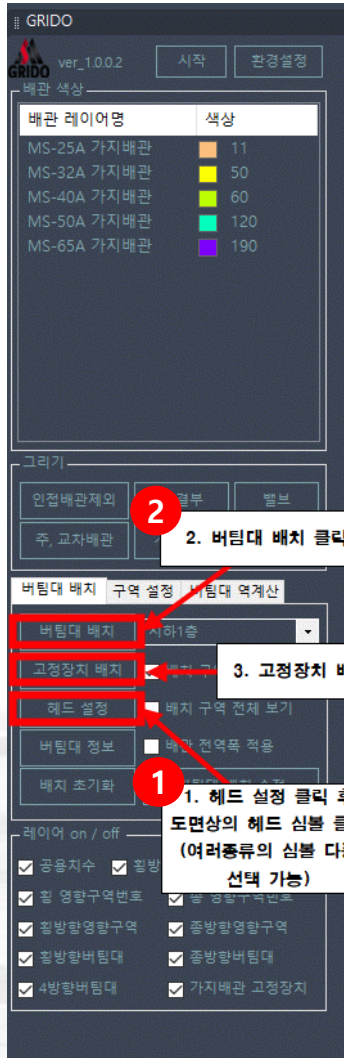 GRIDO
GRIDO ver_1.0.0.2 시작 환경설정
배관 색상
배관 레이어명 색상
MS-25A 가지배관 11
MS-32A 가지배관 50
MS-40A 가지배관 60
MS-50A 가지배관 120
MS-65A 가지배관 190
그리기
인접배관제외 결부 밸브
2
주, 교차배관
2. 버팀대 배치 클릭
버팀대 배치 구역 설정 버팀대 역계산
버팀대 배치 지하1층
고정장치 배치 배치
3. 고정장치
헤드 설정 배치 구역 전체 보기
버팀대 정보 배관 전역폭 적용
배치 초기화
1
1. 헤드 설정 클릭
도면상의 헤드 심볼
(여러종류의 심볼
선택 가능)
레이어 on / off
공용지수 횡방
횡 영향구역번호 종 영향구역번호
횡방향영향구역 종방향영향구역
횡방향버팀대 종방향버팀대
4방향버팀대 가지배관 고정장치